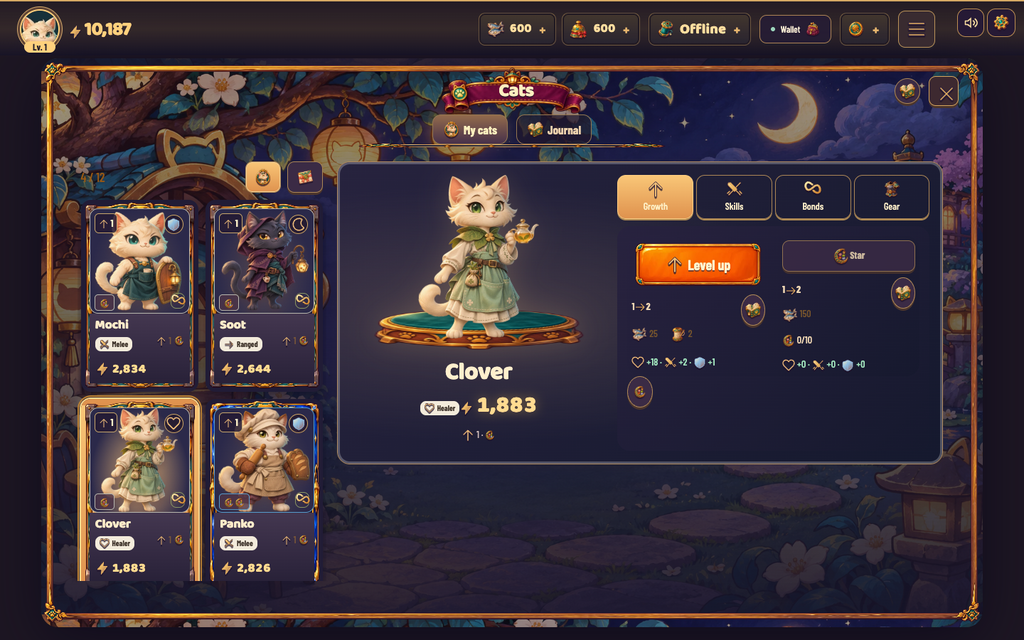 Lv. 1
10,187
600 +
600 +
Offline +
Wallet
+
Cats
My cats
Journal
4 / 12
1
Mochi
Melee
1
2,834
1
Soot
Ranged
1
2,644
1
Clover
Healer
1
1,883
1
Panko
Melee
1
2,826
Clover
Healer
1,883
1 ·
Growth
Skills
Bonds
Gear
Level up
1→2
25
2
+18 · +2 · +1
Star
1→2
150
0/10
+0 · +0 · +0